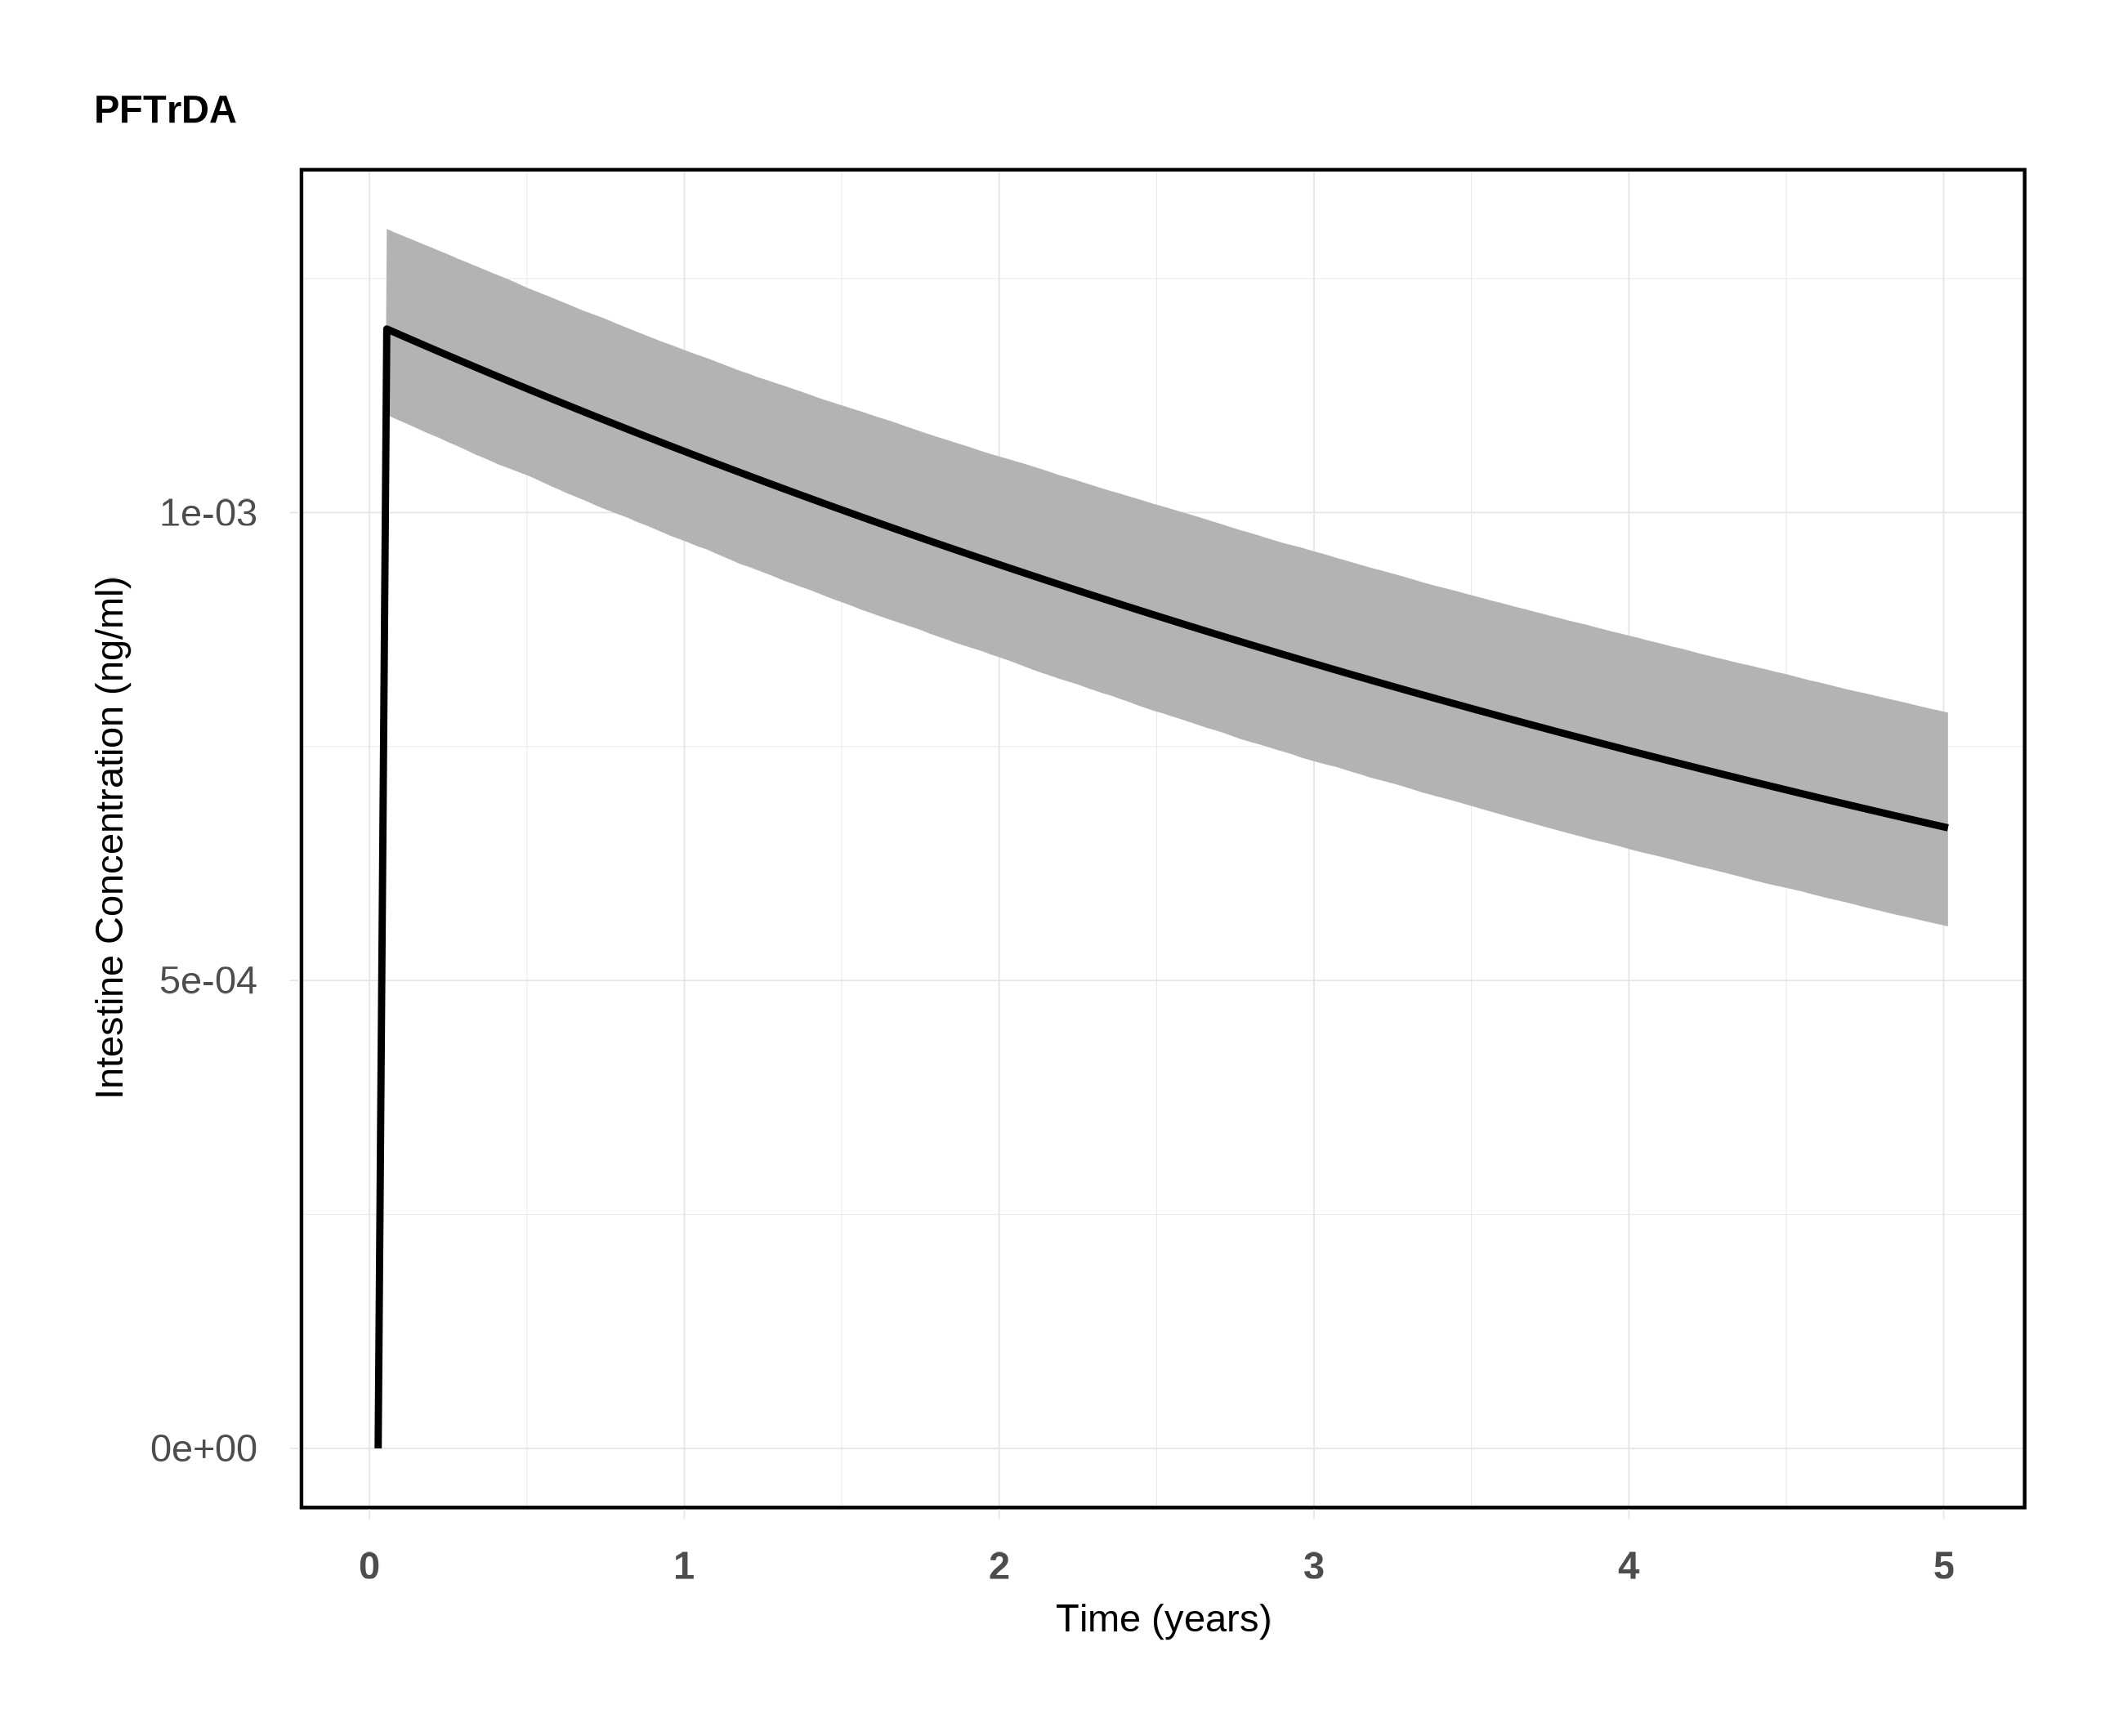 PFTrDA
Intestine Concentration (ng/ml)
1e-03
5e-04
0e+00
0 1 2 3 4 5
Time (years)